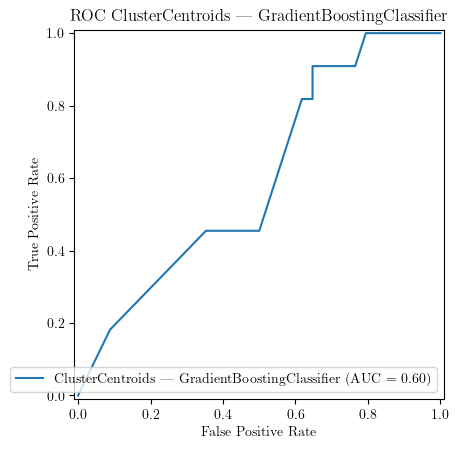 ROC ClusterCentroids — GradientBoostingClassifier
True Positive Rate
1.0
0.8
0.6
0.4
0.2
0.0
ClusterCentroids — GradientBoostingClassifier (AUC = 0.60)
0.0 0.2 0.4 0.6 0.8 1.0
False Positive Rate